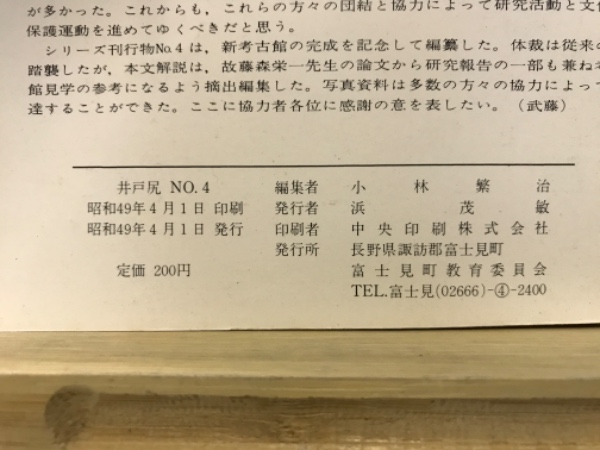 が多かった。これからも，これらの方々の団結と協力によって研究活動と文
保護運動を進めてゆくべきだと思う。
シリーズ刊行物No.4は，新考古館の完成を記念して編纂した。体裁は従来の
踏襲したが，本文解説は，故藤森栄一先生の論文から研究報告の一部も兼ね
館見学の参考になるよう摘出編集した。写真資料は多数の方々の協力によって
達することができた。ここに協力者各位に感謝の意を表したい。（武藤）
井戸尻 NO.4 編集者 小林繁治
昭和49年4月1日 印刷 発行者 浜茂敏
昭和49年4月1日 発行 印刷者 中央印刷株式会社
発行所 長野県諏訪郡富士見町
定価 200円 富士見町教育委員会
TEL.富士見(02666)-④-2400